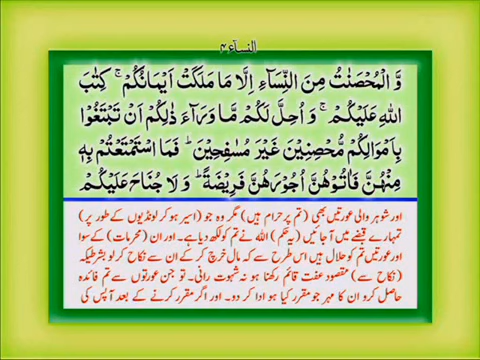 النسآء ۴
وَّ الْمُحْصَنٰتُ مِنَ النِّسَآءِ اِلَّا مَا مَلَكَتْ اَيْمَانُكُمْ ۚ كِتٰبَ
اللّٰهِ عَلَيْكُمْ ۚ وَ اُحِلَّ لَكُمْ مَّا وَرَآءَ ذٰلِكُمْ اَنْ تَبْتَغُوْا
بِاَمْوَالِكُمْ مُّحْصِنِيْنَ غَيْرَ مُسٰفِحِيْنَ ؕ فَمَا اسْتَمْتَعْتُمْ بِهٖ
مِنْهُنَّ فَاٰتُوْهُنَّ اُجُوْرَهُنَّ فَرِيْضَةً ؕ وَ لَا جُنَاحَ عَلَيْكُمْ
اور شوہر والی عورتیں بھی (تم پر حرام ہیں) مگر وہ جو (اسیر ہو کر لونڈیوں کے طور پر)
تمہارے قبضے میں آجائیں (یہ حکم) اللہ نے تم کو لکھ دیا ہے۔ اور ان (محرمات) کے سوا
اور عورتیں تم کو حلال ہیں اس طرح سے کہ مال خرچ کر کے ان سے نکاح کر لو بشرطیکہ
(نکاح سے) مقصود عفت قائم رکھنا ہو نہ شہوت رانی۔ تو جن عورتوں سے تم فائدہ
حاصل کرو ان کا مہر جو مقرر کیا ہو ادا کر دو۔ اور اگر مقرر کرنے کے بعد آپس کی